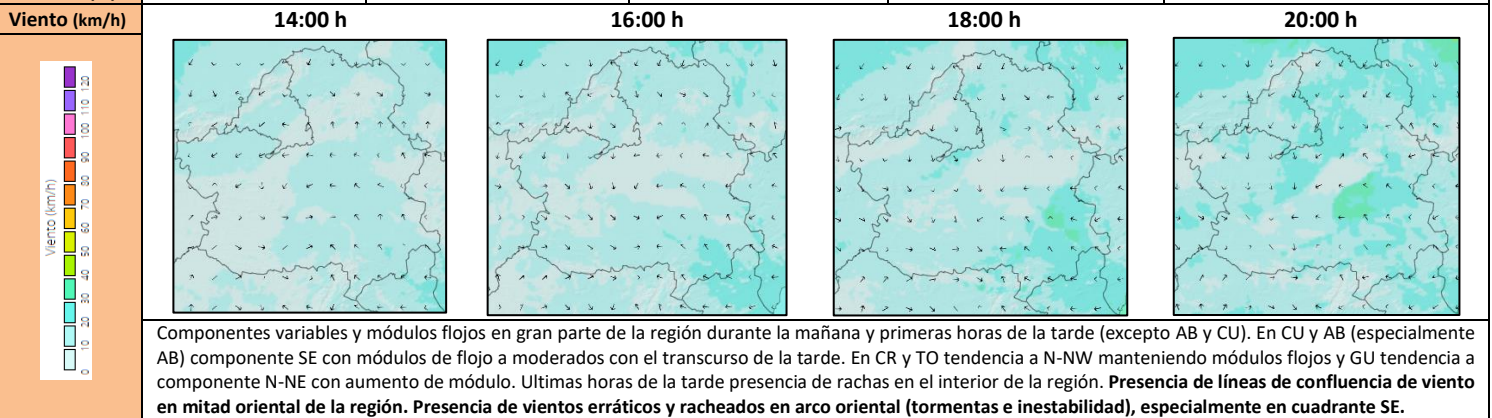 Viento (km/h) 14:00 h 16:00 h 18:00 h 20:00 h
Viento (km/h)
0 10 20 30 40 50 60 70 80 90 100 110 120
Componentes variables y módulos flojos en gran parte de la región durante la mañana y primeras horas de la tarde (excepto AB y CU). En CU y AB (especialmente
AB) componente SE con módulos de flojo a moderados con el transcurso de la tarde. En CR y TO tendencia a N-NW manteniendo módulos flojos y GU tendencia a
componente N-NE con aumento de módulo. Ultimas horas de la tarde presencia de rachas en el interior de la región. Presencia de líneas de confluencia de viento
en mitad oriental de la región. Presencia de vientos erráticos y racheados en arco oriental (tormentas e inestabilidad), especialmente en cuadrante SE.